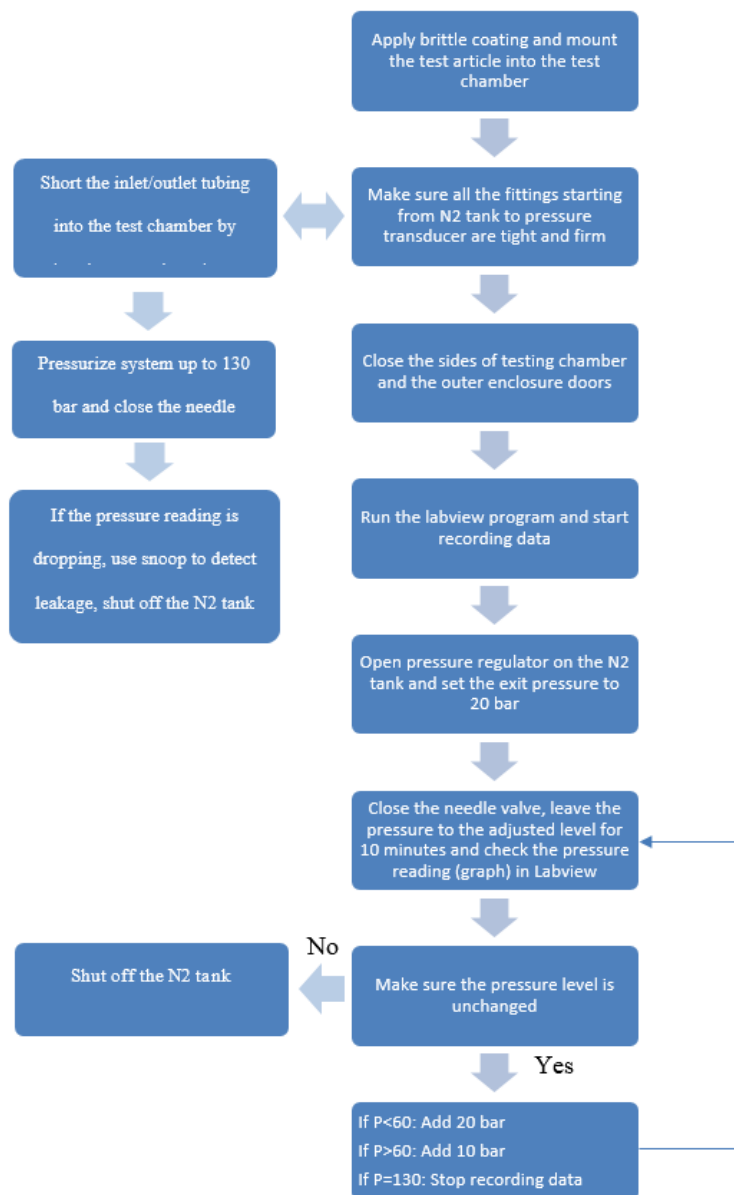 Apply brittle coating and mount
the test article into the test
chamber
Short the inlet/outlet tubing
into the test chamber by
Make sure all the fittings starting
from N2 tank to pressure
transducer are tight and firm
Pressurize system up to 130
bar and close the needle
Close the sides of testing chamber
and the outer enclosure doors
If the pressure reading is
dropping, use snoop to detect
leakage, shut off the N2 tank
Run the labview program and start
recording data
Open pressure regulator on the N2
tank and set the exit pressure to
20 bar
Close the needle valve, leave the
pressure to the adjusted level for
10 minutes and check the pressure
reading (graph) in Labview
No
Shut off the N2 tank
Make sure the pressure level is
unchanged
Yes
If P<60: Add 20 bar
If P>60: Add 10 bar
If P=130: Stop recording data